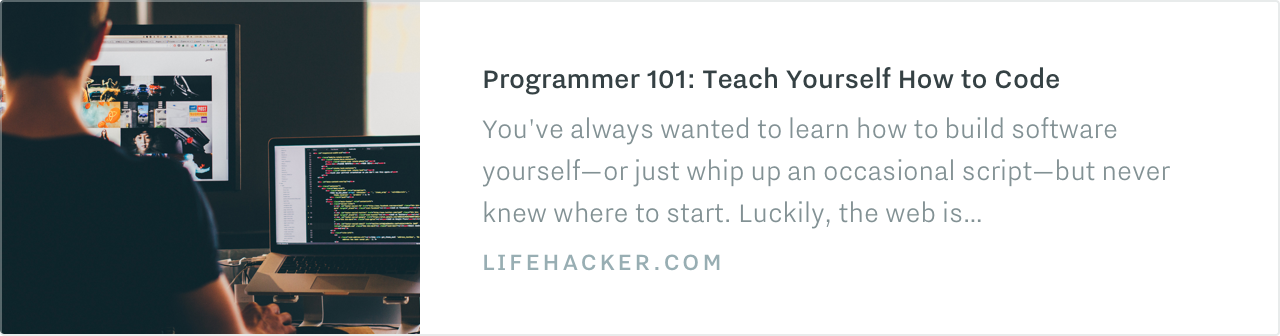 Programmer 101: Teach Yourself How to Code
You've always wanted to learn how to build software
yourself—or just whip up an occasional script—but never
knew where to start. Luckily, the web is...
LIFEHACKER.COM